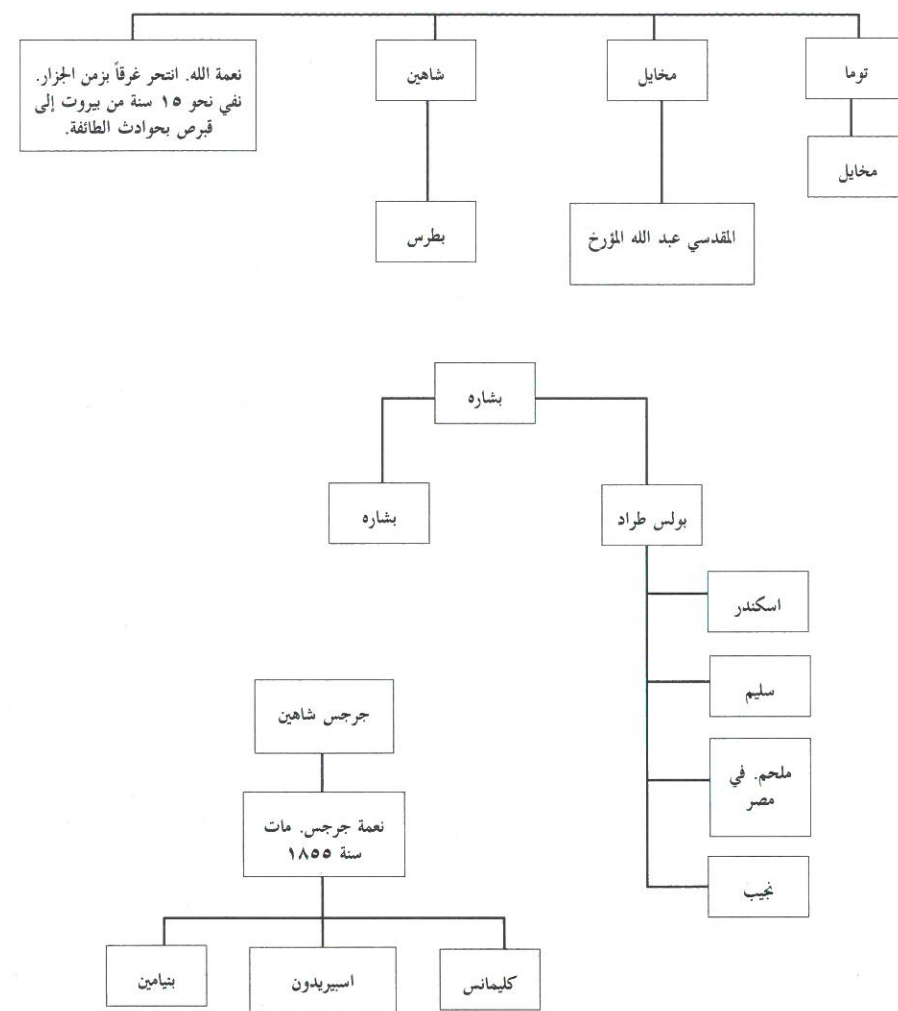 توما
مخايل
شاهين
نعمة الله. انتحر غرقاً بزمن الجزار.
نفي نحو ١٥ سنة من بيروت إلى
قبرص بحوادث الطائفة.
مخايل
المقدسي عبد الله المؤرخ
بطرس
بشاره
بولس طراد
بشاره
اسكندر
سليم
ملحم. في
مصر
نجيب
جرجس شاهين
نعمة جرجس. مات
سنة ١٨٥٥
كليمانس
اسبيريدون
بنيامين